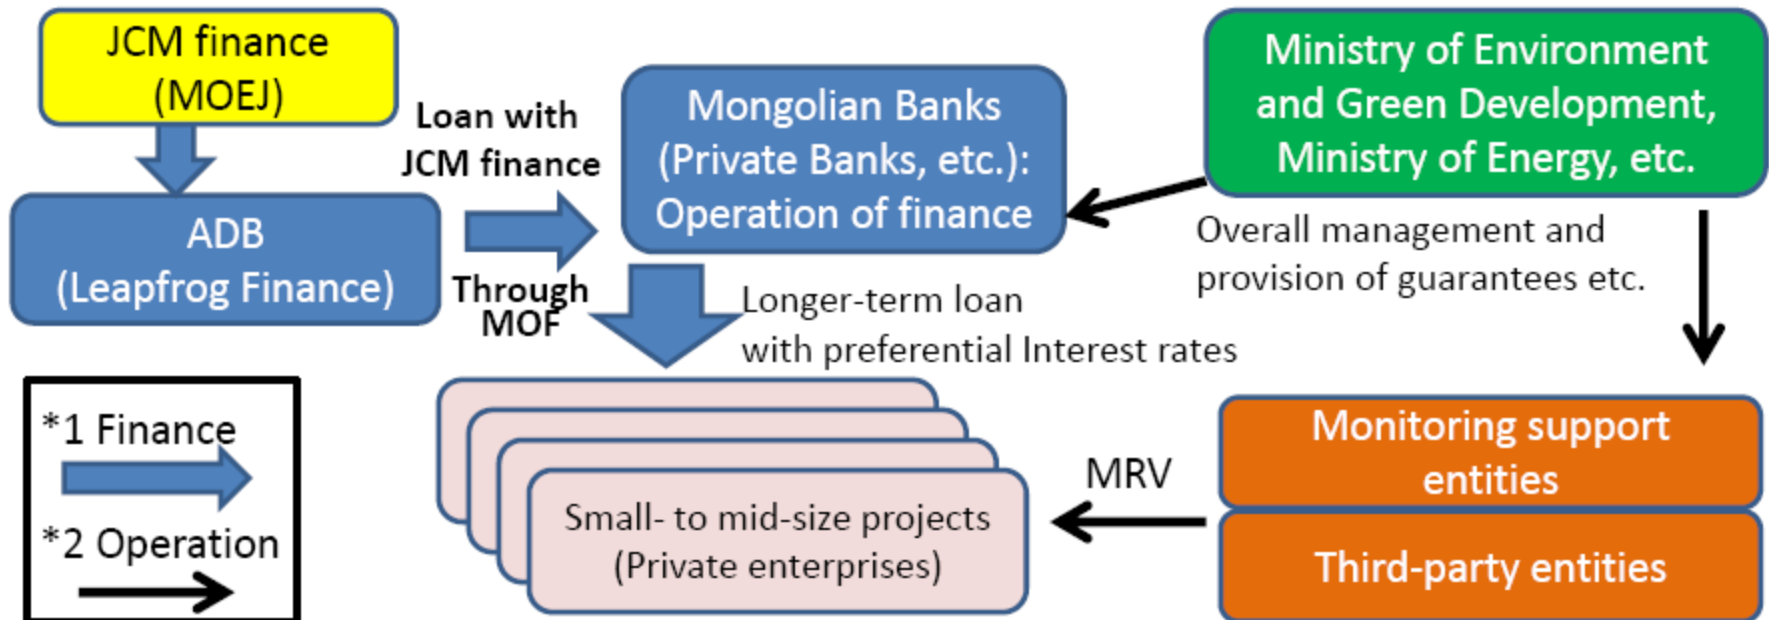 JCM finance
(MOEJ)
ADB
(Leapfrog Finance)
Loan with
JCM finance
Through
MOF
Mongolian Banks
(Private Banks, etc.):
Operation of finance
Ministry of Environment
and Green Development,
Ministry of Energy, etc.
Overall management and
provision of guarantees etc.
Longer-term loan
with preferential Interest rates
*1 Finance
*2 Operation
Small- to mid-size projects
(Private enterprises)
MRV
Monitoring support
entities
Third-party entities